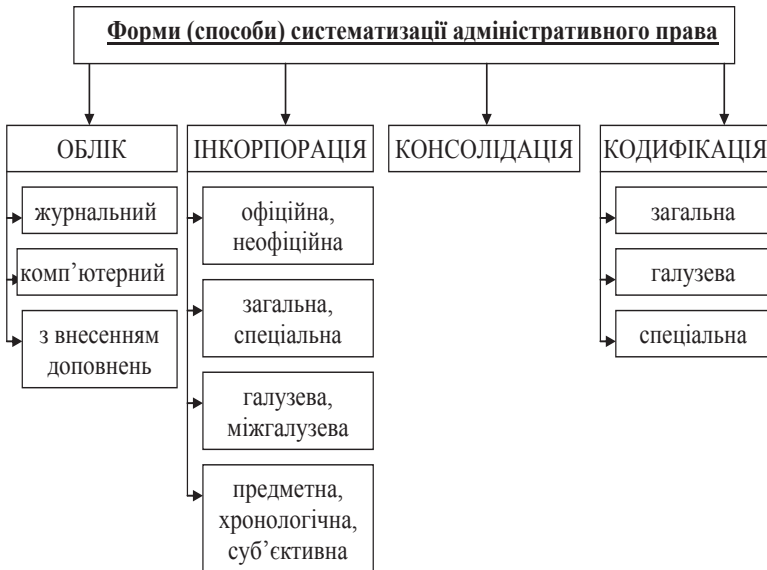 Форми (способи) систематизації адміністративного права
ОБЛІК
журнальний
комп’ютерний
з внесенням
доповнень
ІНКОРПОРАЦІЯ
офіційна,
неофіційна
загальна,
спеціальна
галузева,
міжгалузева
предметна,
хронологічна,
суб’єктивна
КОНСОЛІДАЦІЯ
КОДИФІКАЦІЯ
загальна
галузева
спеціальна